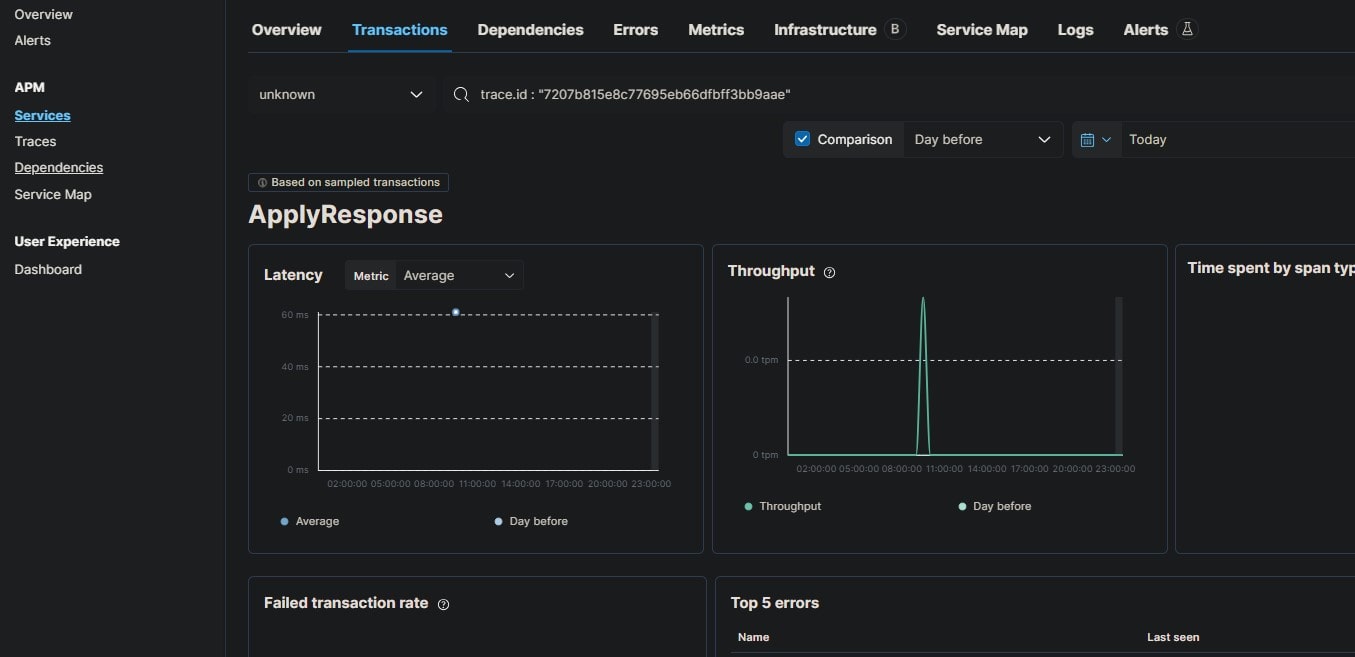 Overview
Alerts
APM
Services
Traces
Dependencies
Service Map
User Experience
Dashboard
Overview Transactions Dependencies Errors Metrics Infrastructure B Service Map Logs Alerts
unknown
trace.id : "7207b815e8c77695eb66dfbff3bb9aae"
Comparison Day before Today
Based on sampled transactions
ApplyResponse
Latency Metric Average
60 ms
40 ms
20 ms
0 ms
02:00:00 05:00:00 08:00:00 11:00:00 14:00:00 17:00:00 20:00:00 23:00:00
Average Day before
Throughput
0.0 tpm
0 tpm
02:00:00 05:00:00 08:00:00 11:00:00 14:00:00 17:00:00 20:00:00 23:00:00
Throughput Day before
Time spent by span typ
Failed transaction rate
Top 5 errors
Name Last seen